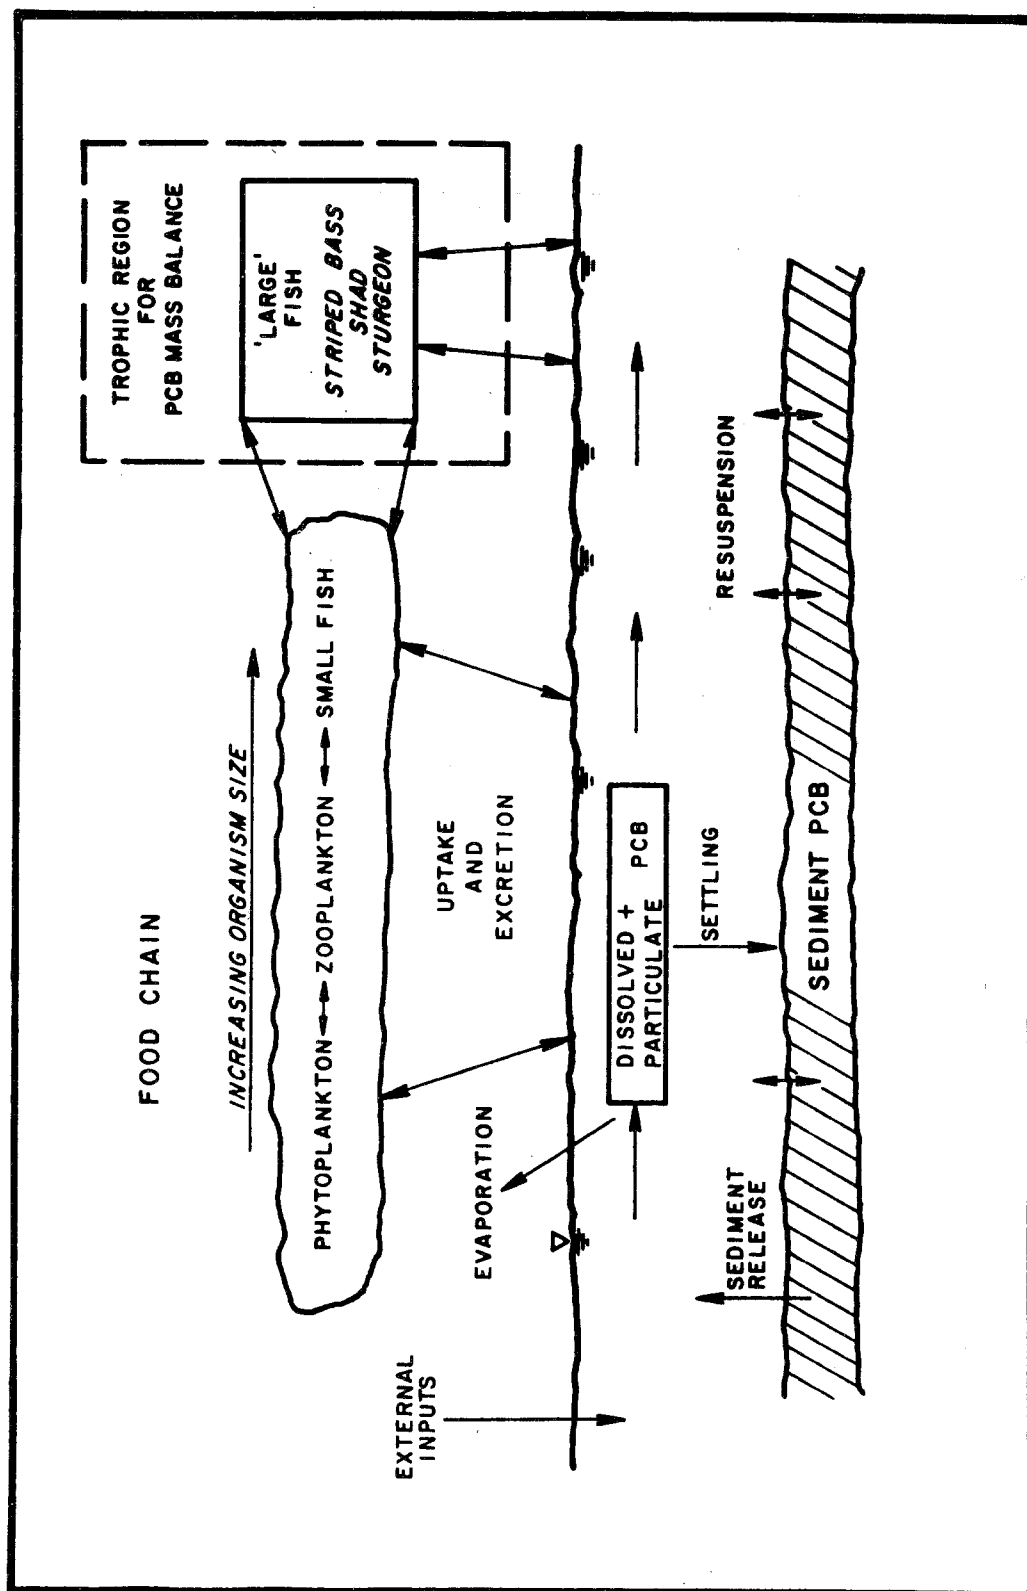 FOOD CHAIN
TROPHIC REGION
FOR
PCB MASS BALANCE
INCREASING ORGANISM SIZE
'LARGE'
FISH
STRIPED BASS
SHAD
STURGEON
PHYTOPLANKTON ZOOPLANKTON SMALL FISH
EXTERNAL
INPUTS
EVAPORATION
UPTAKE
AND
EXCRETION
DISSOLVED +
PARTICULATE PCB
SETTLING
SEDIMENT
RELEASE
RESUSPENSION
SEDIMENT PCB